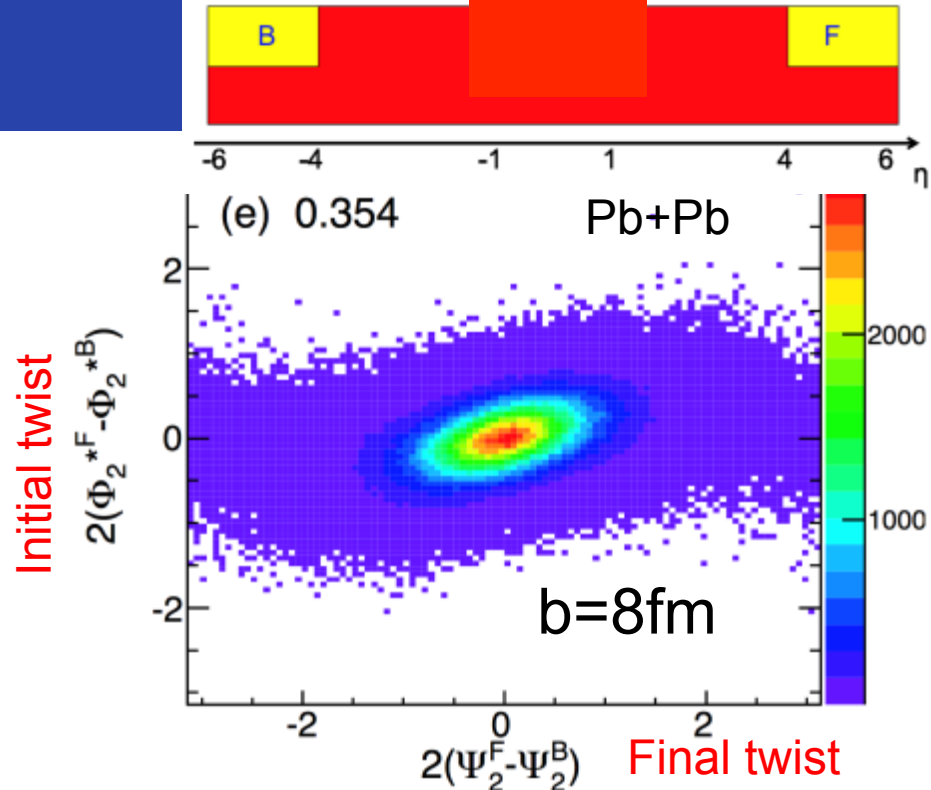 B F
-6 -4 -1 1 4 6
η
(e) 0.354 Pb+Pb
2
0
-2
2000
1000
Initial twist
2(Φ₂*ᶠ-Φ₂*ᴮ)
b=8fm
-2 0 2
2(Ψ₂ᶠ-Ψ₂ᴮ) Final twist